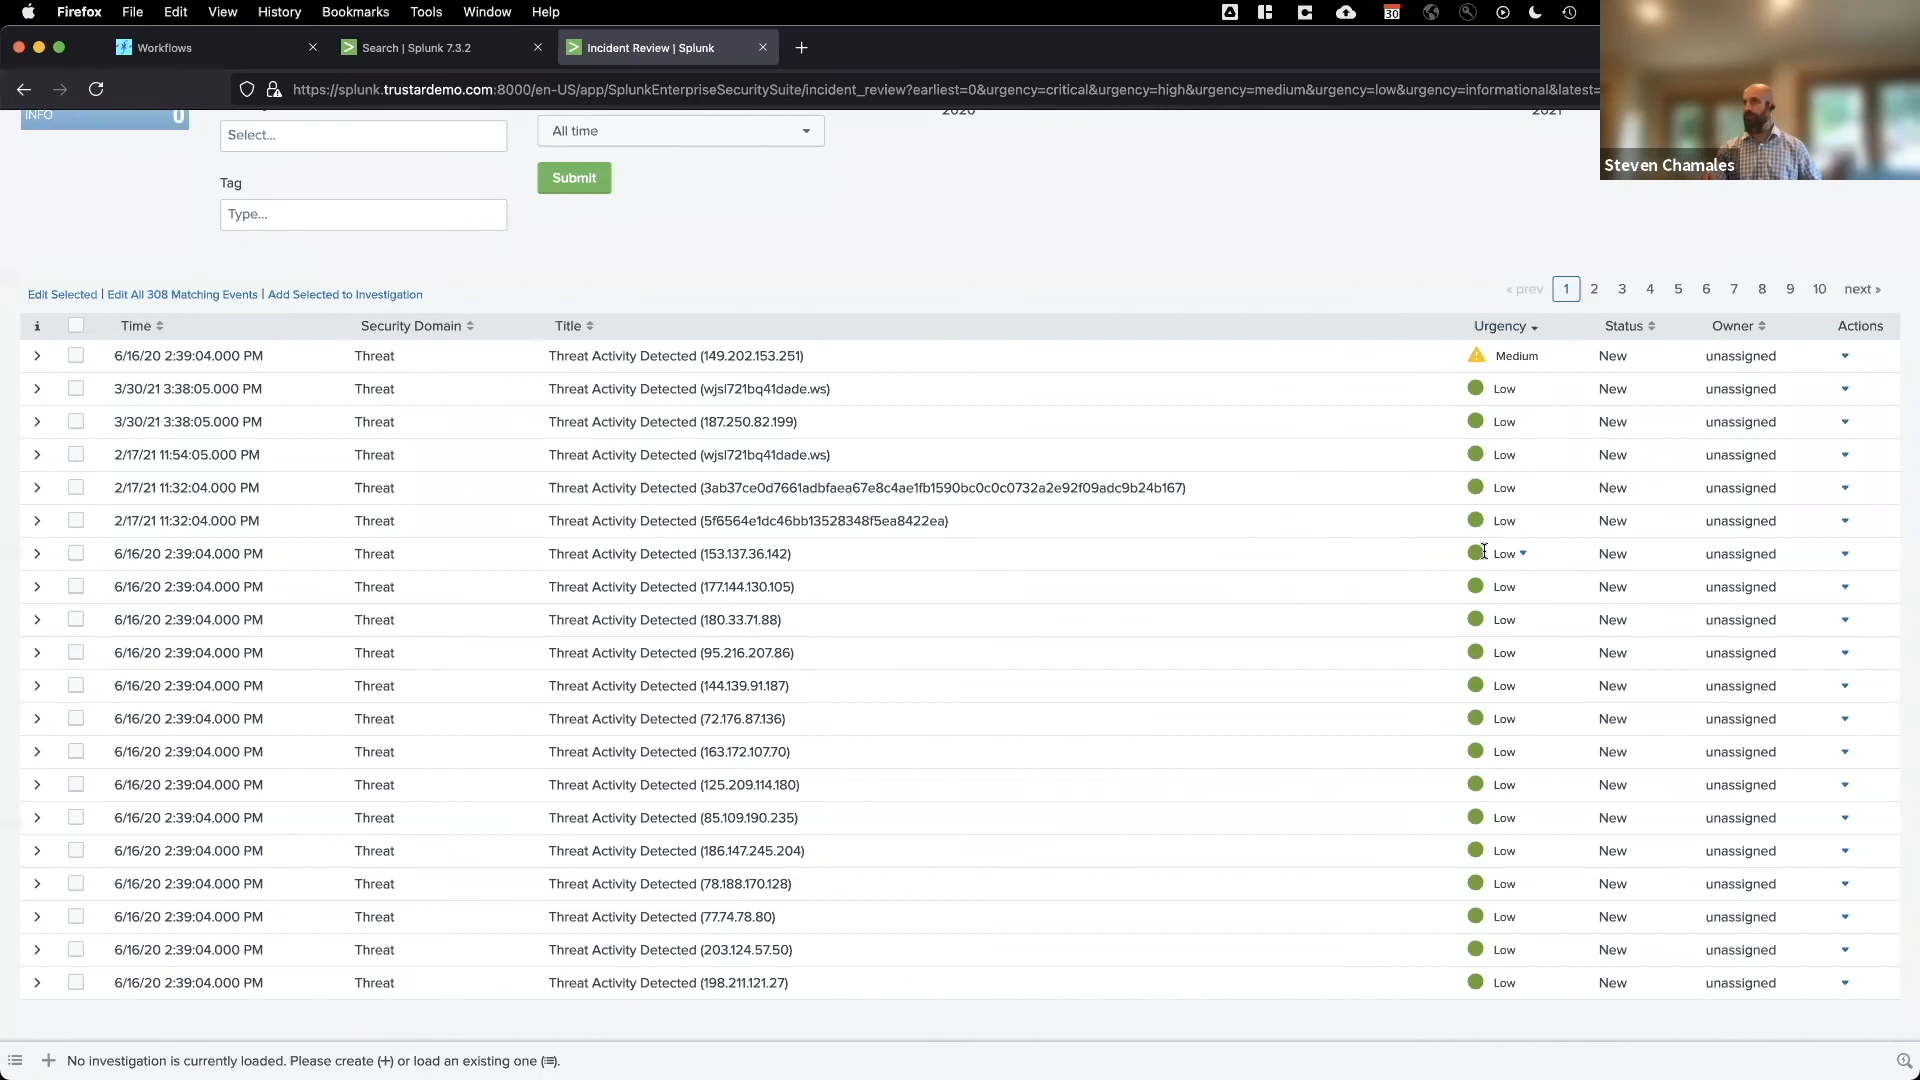 Firefox File Edit View History Bookmarks Tools Window Help 30
Workflows Search | Splunk 7.3.2 Incident Review | Splunk
https://splunk.trustardemo.com:8000/en-US/app/SplunkEnterpriseSecuritySuite/incident_review?earliest=0&urgency=critical&urgency=high&urgency=medium&urgency=low&urgency=informational&latest=
INFO 0 2020 2021
Select... All time
Steven Chamales
Tag Submit
Type...
Edit Selected | Edit All 308 Matching Events | Add Selected to Investigation « prev 1 2 3 4 5 6 7 8 9 10 next »
i Time Security Domain Title Urgency Status Owner Actions
6/16/20 2:39:04.000 PM Threat Threat Activity Detected (149.202.153.251) Medium New unassigned
3/30/21 3:38:05.000 PM Threat Threat Activity Detected (wjsl721bq41dade.ws) Low New unassigned
3/30/21 3:38:05.000 PM Threat Threat Activity Detected (187.250.82.199) Low New unassigned
2/17/21 11:54:05.000 PM Threat Threat Activity Detected (wjsl721bq41dade.ws) Low New unassigned
2/17/21 11:32:04.000 PM Threat Threat Activity Detected (3ab37ce0d7661adbfaea67e8c4ae1fb1590bc0c0c0732a2e92f09adc9b24b167) Low New unassigned
2/17/21 11:32:04.000 PM Threat Threat Activity Detected (5f6564e1dc46bb13528348f5ea8422ea) Low New unassigned
6/16/20 2:39:04.000 PM Threat Threat Activity Detected (153.137.36.142) Low New unassigned
6/16/20 2:39:04.000 PM Threat Threat Activity Detected (177.144.130.105) Low New unassigned
6/16/20 2:39:04.000 PM Threat Threat Activity Detected (180.33.71.88) Low New unassigned
6/16/20 2:39:04.000 PM Threat Threat Activity Detected (95.216.207.86) Low New unassigned
6/16/20 2:39:04.000 PM Threat Threat Activity Detected (144.139.91.187) Low New unassigned
6/16/20 2:39:04.000 PM Threat Threat Activity Detected (72.176.87.136) Low New unassigned
6/16/20 2:39:04.000 PM Threat Threat Activity Detected (163.172.107.70) Low New unassigned
6/16/20 2:39:04.000 PM Threat Threat Activity Detected (125.209.114.180) Low New unassigned
6/16/20 2:39:04.000 PM Threat Threat Activity Detected (85.109.190.235) Low New unassigned
6/16/20 2:39:04.000 PM Threat Threat Activity Detected (186.147.245.204) Low New unassigned
6/16/20 2:39:04.000 PM Threat Threat Activity Detected (78.188.170.128) Low New unassigned
6/16/20 2:39:04.000 PM Threat Threat Activity Detected (77.74.78.80) Low New unassigned
6/16/20 2:39:04.000 PM Threat Threat Activity Detected (203.124.57.50) Low New unassigned
6/16/20 2:39:04.000 PM Threat Threat Activity Detected (198.211.121.27) Low New unassigned
No investigation is currently loaded. Please create (+) or load an existing one (≡).